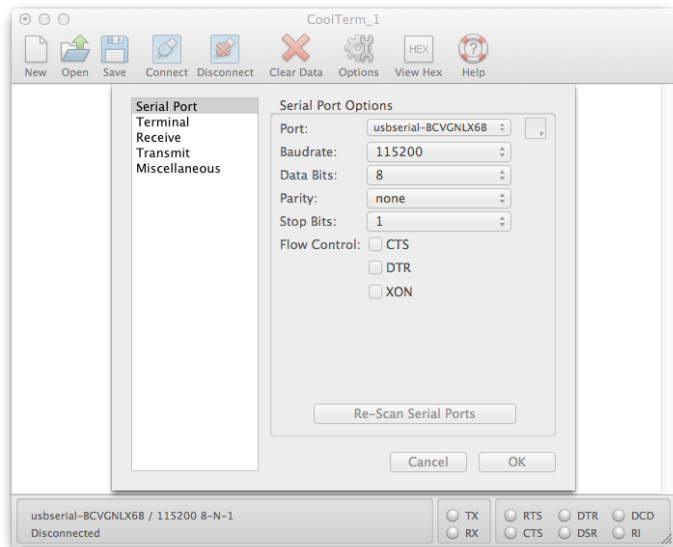 CoolTerm_1
New Open Save Connect Disconnect Clear Data Options HEX View Hex Help
Serial Port
Terminal
Receive
Transmit
Miscellaneous
Serial Port Options
Port: usbserial-BCVGNLX6B
Baudrate: 115200
Data Bits: 8
Parity: none
Stop Bits: 1
Flow Control: CTS
DTR
XON
Re-Scan Serial Ports
Cancel OK
usbserial-BCVGNLX6B / 115200 8-N-1
Disconnected
TX RTS DTR DCD
RX CTS DSR RI